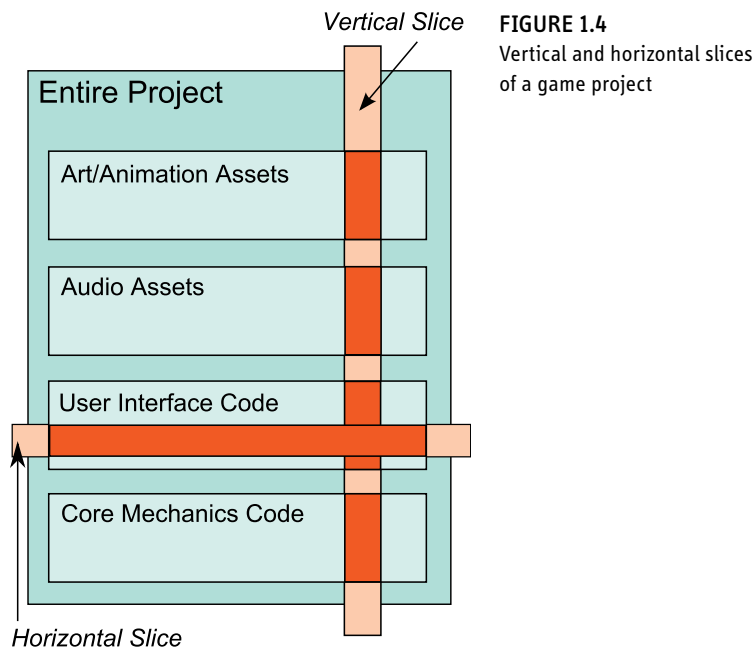 Vertical Slice
FIGURE 1.4
Vertical and horizontal slices
of a game project
Entire Project
Art/Animation Assets
Audio Assets
User Interface Code
Core Mechanics Code
Horizontal Slice